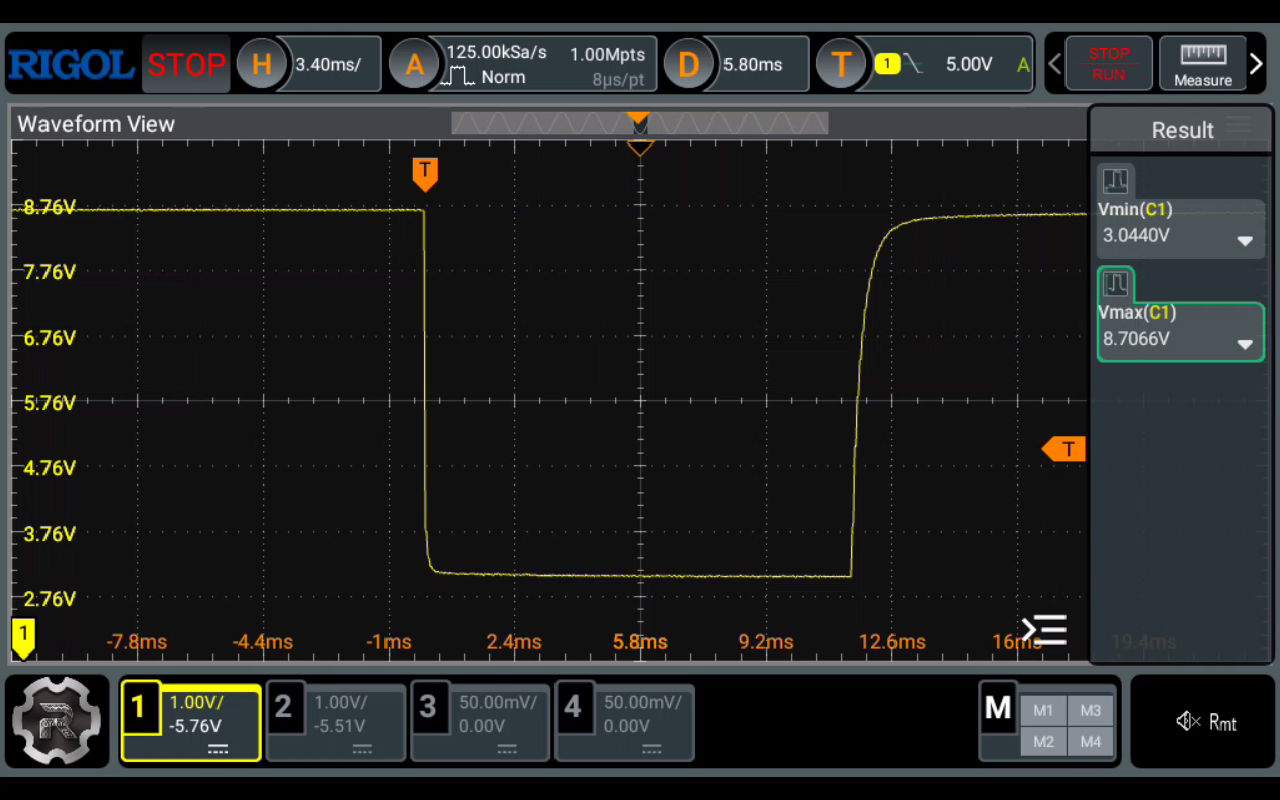 RIGOL STOP H 3.40ms/ A 125.00kSa/s 1.00Mpts D 5.80ms T 1 5.00V A STOP Measure
Norm 8µs/pt RUN
Waveform View
Result
T
8.76V
7.76V
6.76V
5.76V
4.76V
3.76V
2.76V
T
1
-7.8ms -4.4ms -1ms 2.4ms 5.8ms 9.2ms 12.6ms 16ms 19.4ms
Vmin(C1)
3.0440V
Vmax(C1)
8.7066V
1 1.00V/ 2 1.00V/ 3 50.00mV/ 4 50.00mV/
-5.76V -5.51V 0.00V 0.00V
M M1 M3
M2 M4
R
Rmt